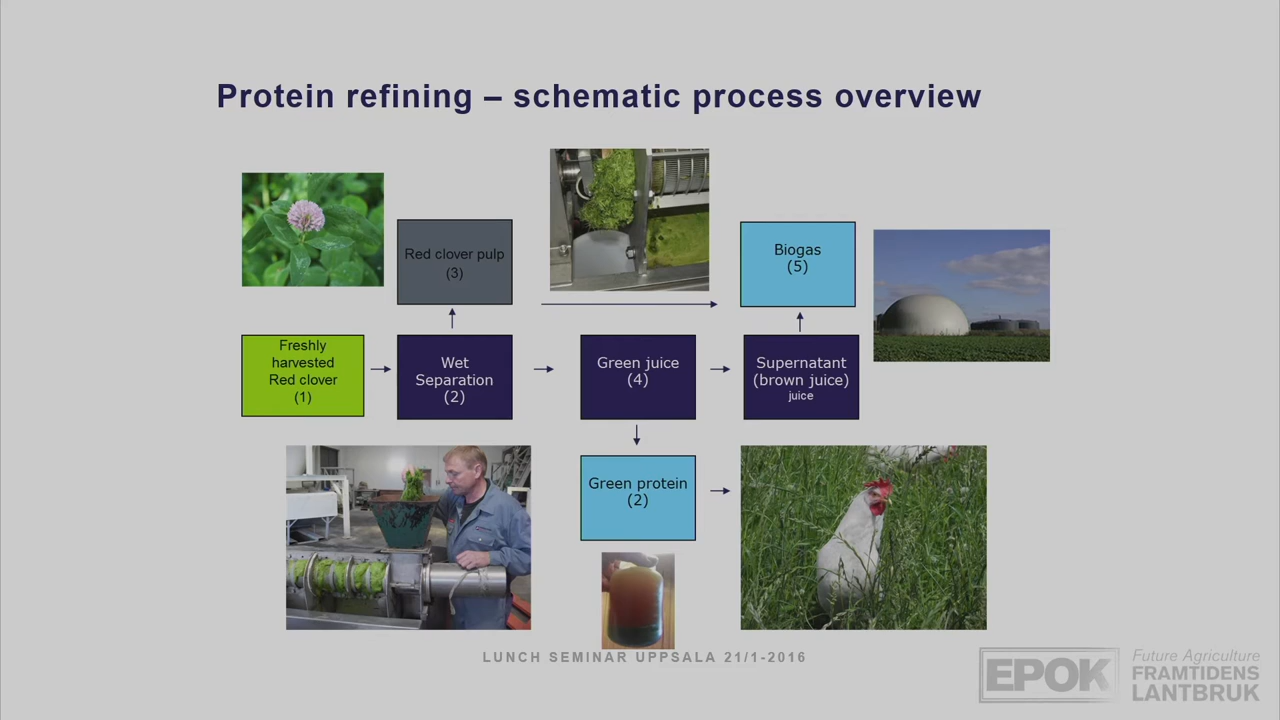 Protein refining – schematic process overview
Red clover pulp
(3)
Biogas
(5)
Freshly
harvested
Red clover
(1)
Wet
Separation
(2)
Green juice
(4)
Supernatant
(brown juice)
juice
Green protein
(2)
LUNCH SEMINAR UPPSALA 21/1-2016
EPOK
Future Agriculture
FRAMTIDENS
LANTBRUK